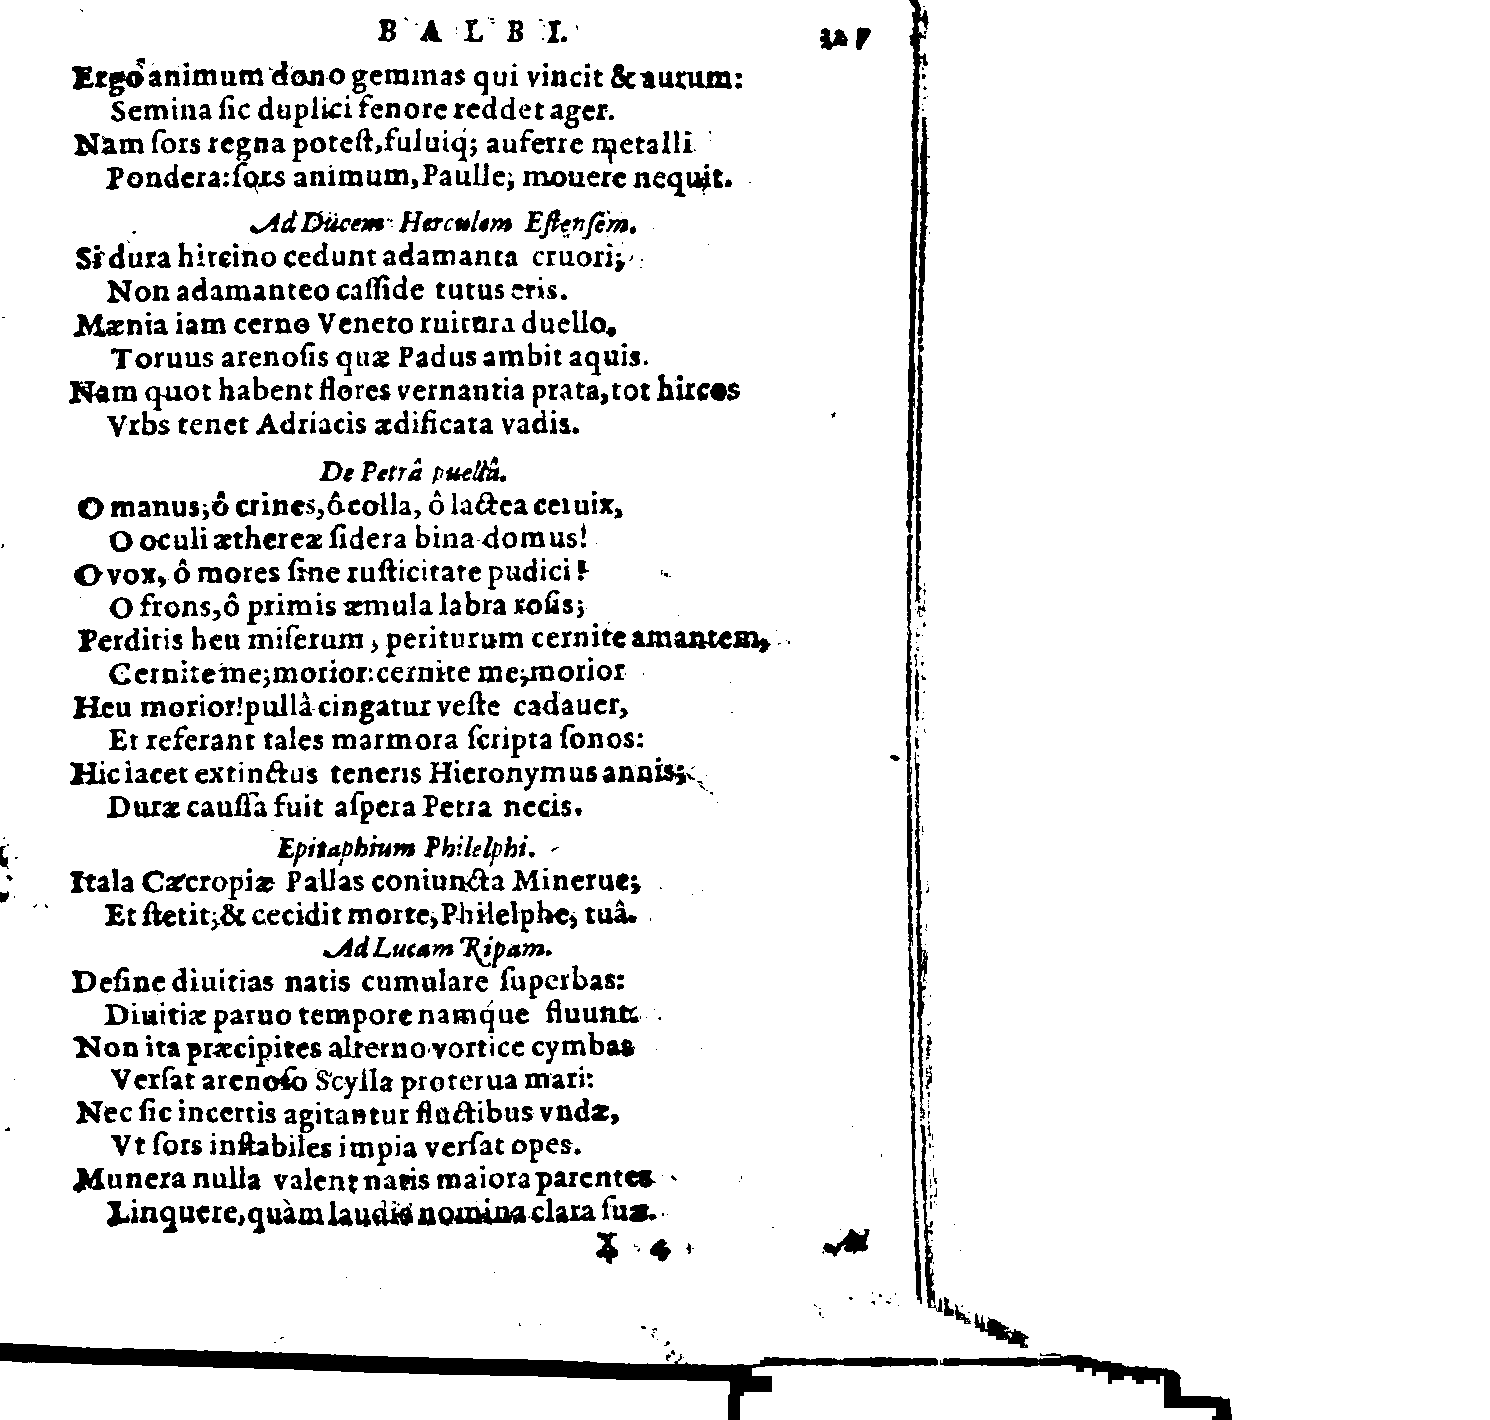 BALBI.
Ergo animum dono gemmas qui vincit & aurum:
Semina ſic duplici fenore reddet ager.
Nam ſors regna poteſt, fuluiq; auferre metalli
Pondera: ſors animum, Paulle; mouere nequit.
Ad Ducem Herculem Eſtenſem.
Si dura hircino cedunt adamanta cruori;
Non adamanteo caſſide tutus eris.
Mænia iam cerno Veneto ruitura duello,
Toruus arenoſis quæ Padus ambit aquis.
Nam quot habent flores vernantia prata, tot hircos
Vrbs tenet Adriacis ædificata vadis.
De Petrâ puellâ.
O manus; ô crines, ô colla, ô lactea ceruix,
O oculi æthereæ ſidera bina domus!
O vox, ô mores ſine ruſticitate pudici!
O frons, ô primis æmula labra roſis;
Perditis heu miſerum, periturum cernite amantem,
Cernite me; morior: cernite me; morior
Heu morior! pullâ cingatur veſte cadauer,
Et referant tales marmora ſcripta ſonos:
Hic iacet extinctus teneris Hieronymus annis;
Duræ cauſſa fuit aſpera Petra necis.
Epitaphium Philelphi.
Itala Cæcropiæ Pallas coniuncta Mineruę;
Et ſtetit; & cecidit morte, Philelphe, tuâ.
Ad Lucam Ripam.
Deſine diuitias natis cumulare ſuperbas:
Diuitiæ paruo tempore namq́ue fluunt.
Non ita præcipites alterno vortice cymbas
Verſat arenoſo Scylla proterua mari:
Nec ſic incertis agitantur fluctibus vndæ,
Vt ſors inſtabiles impia verſat opes.
Munera nulla valent natis maiora parentes
Linquere, quàm laudis nomina clara ſuæ.